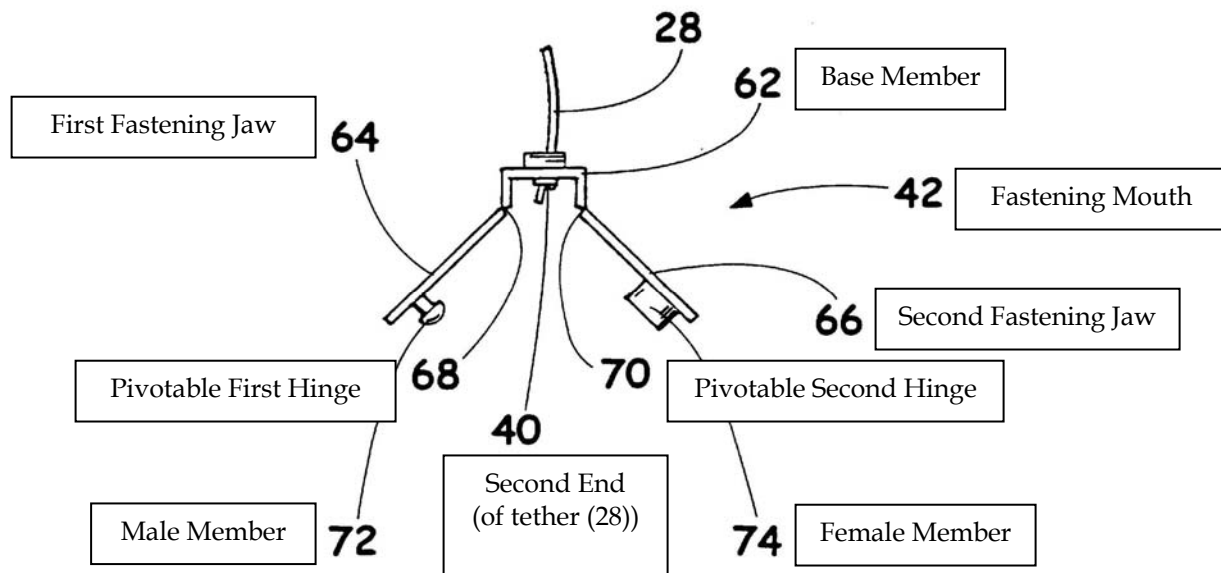 28
62 Base Member
First Fastening Jaw 64
42 Fastening Mouth
66 Second Fastening Jaw
Pivotable First Hinge 68 70 Pivotable Second Hinge
40
Second End
(of tether (28))
Male Member 72
74 Female Member